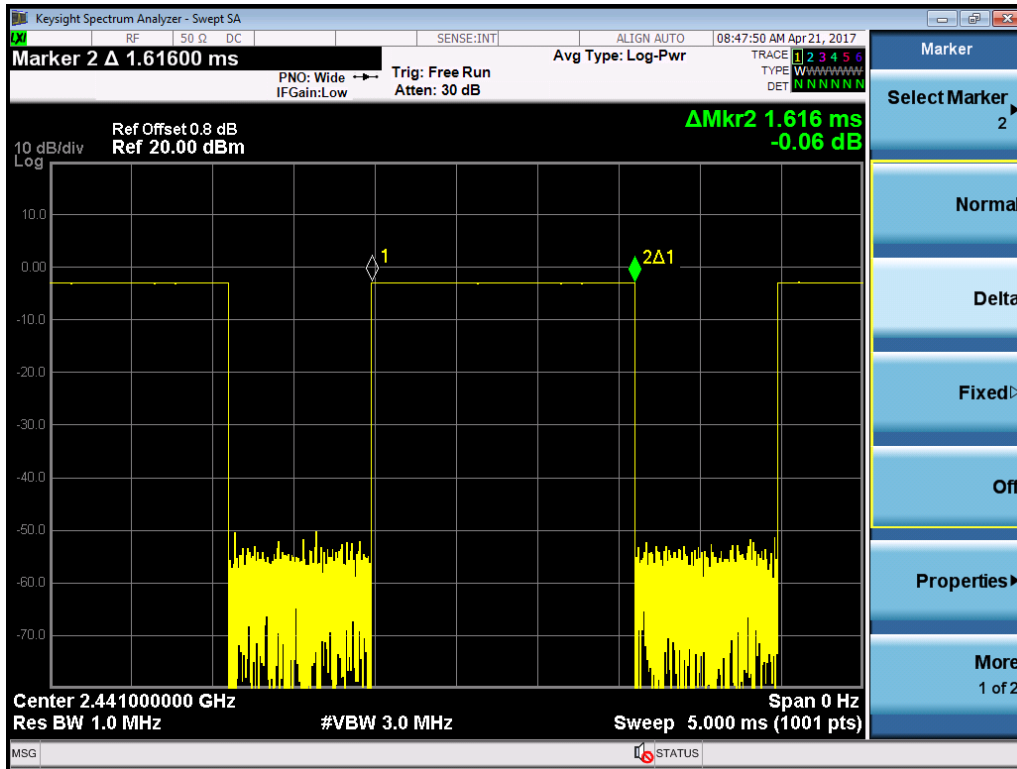 Keysight Spectrum Analyzer - Swept SA
LXI RF 50 Ω DC SENSE:INT ALIGN AUTO 08:47:50 AM Apr 21, 2017
Marker 2 Δ 1.61600 ms
PNO: Wide
IFGain:Low
Trig: Free Run
Atten: 30 dB
Avg Type: Log-Pwr
TRACE 1 2 3 4 5 6
TYPE WWWWWW
DET N N N N N N
ΔMkr2 1.616 ms
-0.06 dB
Ref Offset 0.8 dB
10 dB/div Ref 20.00 dBm
Log
10.0
0.00
-10.0
-20.0
-30.0
-40.0
-50.0
-60.0
-70.0
1
2Δ1
Center 2.441000000 GHz Span 0 Hz
Res BW 1.0 MHz #VBW 3.0 MHz Sweep 5.000 ms (1001 pts)
MSG STATUS
Marker
Select Marker
2
Normal
Delta
Fixed
Off
Properties
More
1 of 2